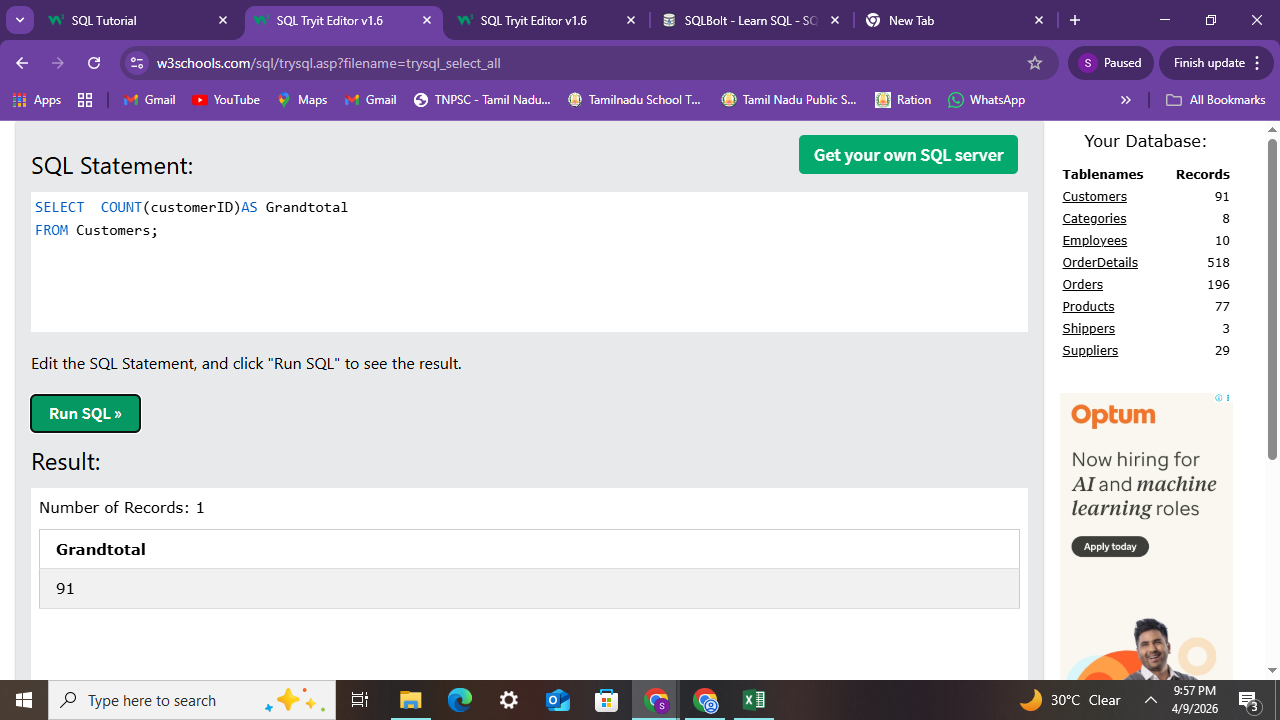 SQL Tutorial
SQL Tryit Editor v1.6
SQL Tryit Editor v1.6
SQLBolt - Learn SQL - SQ
New Tab
w3schools.com/sql/trysql.asp?filename=trysql_select_all
S Paused
Finish update
Apps
Gmail
YouTube
Maps
Gmail
TNPSC - Tamil Nadu...
Tamilnadu School T...
Tamil Nadu Public S...
Ration
WhatsApp
»
All Bookmarks
SQL Statement:
Get your own SQL server
SELECT  COUNT(customerID)AS Grandtotal
FROM Customers;
Edit the SQL Statement, and click "Run SQL" to see the result.
Run SQL »
Result:
Number of Records: 1
Grandtotal
91
Your Database:
Tablenames Records
Customers 91
Categories 8
Employees 10
OrderDetails 518
Orders 196
Products 77
Shippers 3
Suppliers 29
Optum
Now hiring for
AI and machine
learning roles
Apply today
Type here to search
S
30°C Clear
9:57 PM
4/9/2026
3